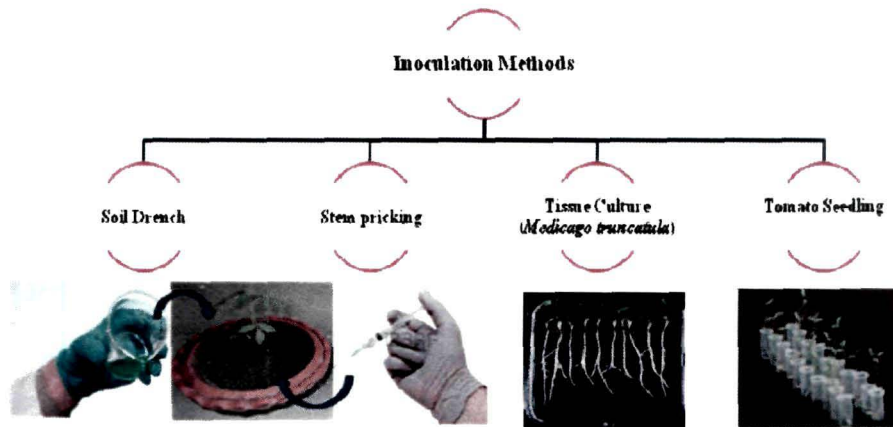 Inoculation Methods
Soil Drench
Stem pricking
Tissue Culture
(Medicago truncatula)
Tomato Seedling